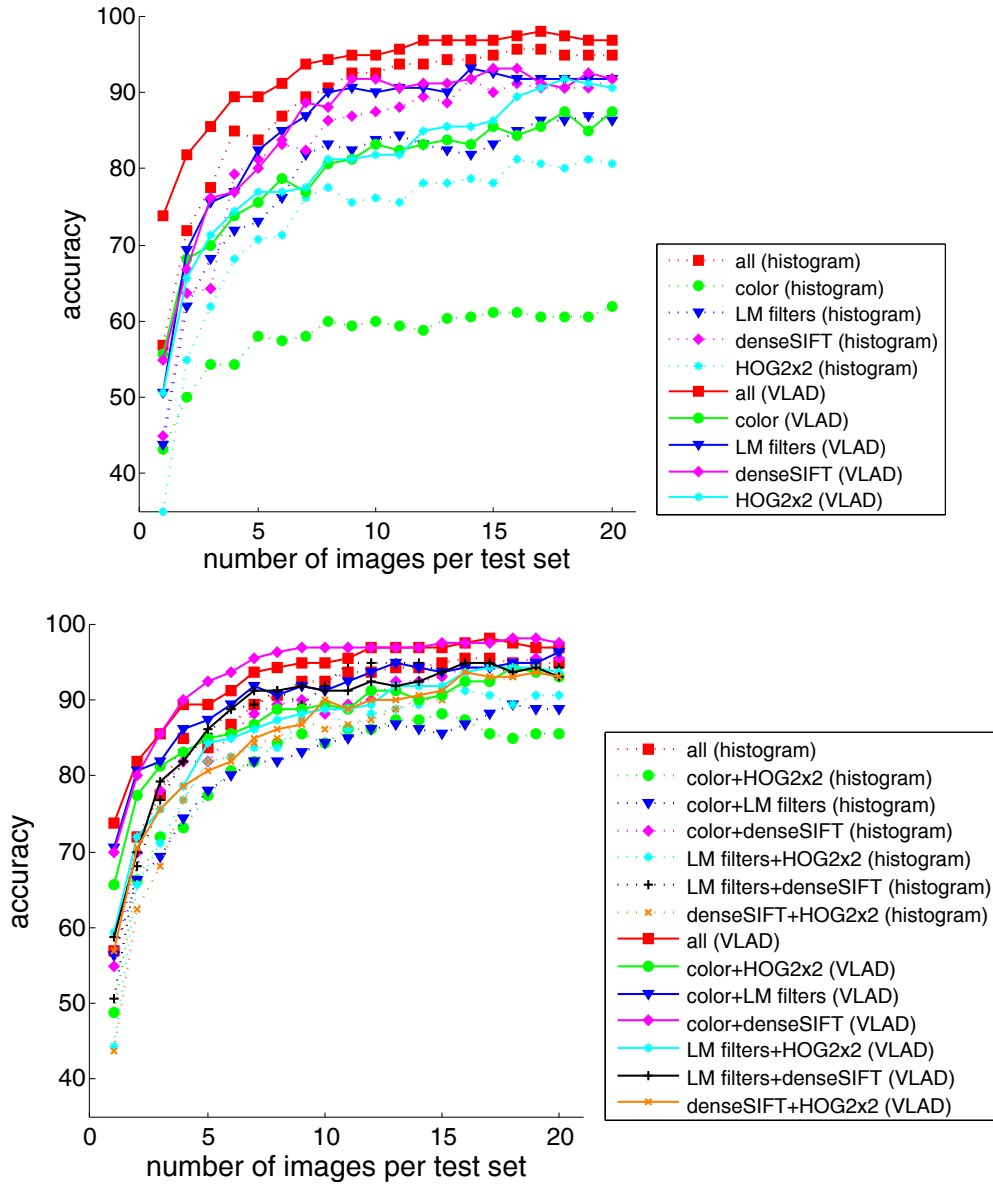 100
90
80
70
60
50
40
accuracy
0
5
10
15
20
number of images per test set
all (histogram)
color (histogram)
LM filters (histogram)
denseSIFT (histogram)
HOG2x2 (histogram)
all (VLAD)
color (VLAD)
LM filters (VLAD)
denseSIFT (VLAD)
HOG2x2 (VLAD)
100
90
80
70
60
50
40
accuracy
0
5
10
15
20
number of images per test set
all (histogram)
color+HOG2x2 (histogram)
color+LM filters (histogram)
color+denseSIFT (histogram)
LM filters+HOG2x2 (histogram)
LM filters+denseSIFT (histogram)
denseSIFT+HOG2x2 (histogram)
all (VLAD)
color+HOG2x2 (VLAD)
color+LM filters (VLAD)
color+denseSIFT (VLAD)
LM filters+HOG2x2 (VLAD)
LM filters+denseSIFT (VLAD)
denseSIFT+HOG2x2 (VLAD)